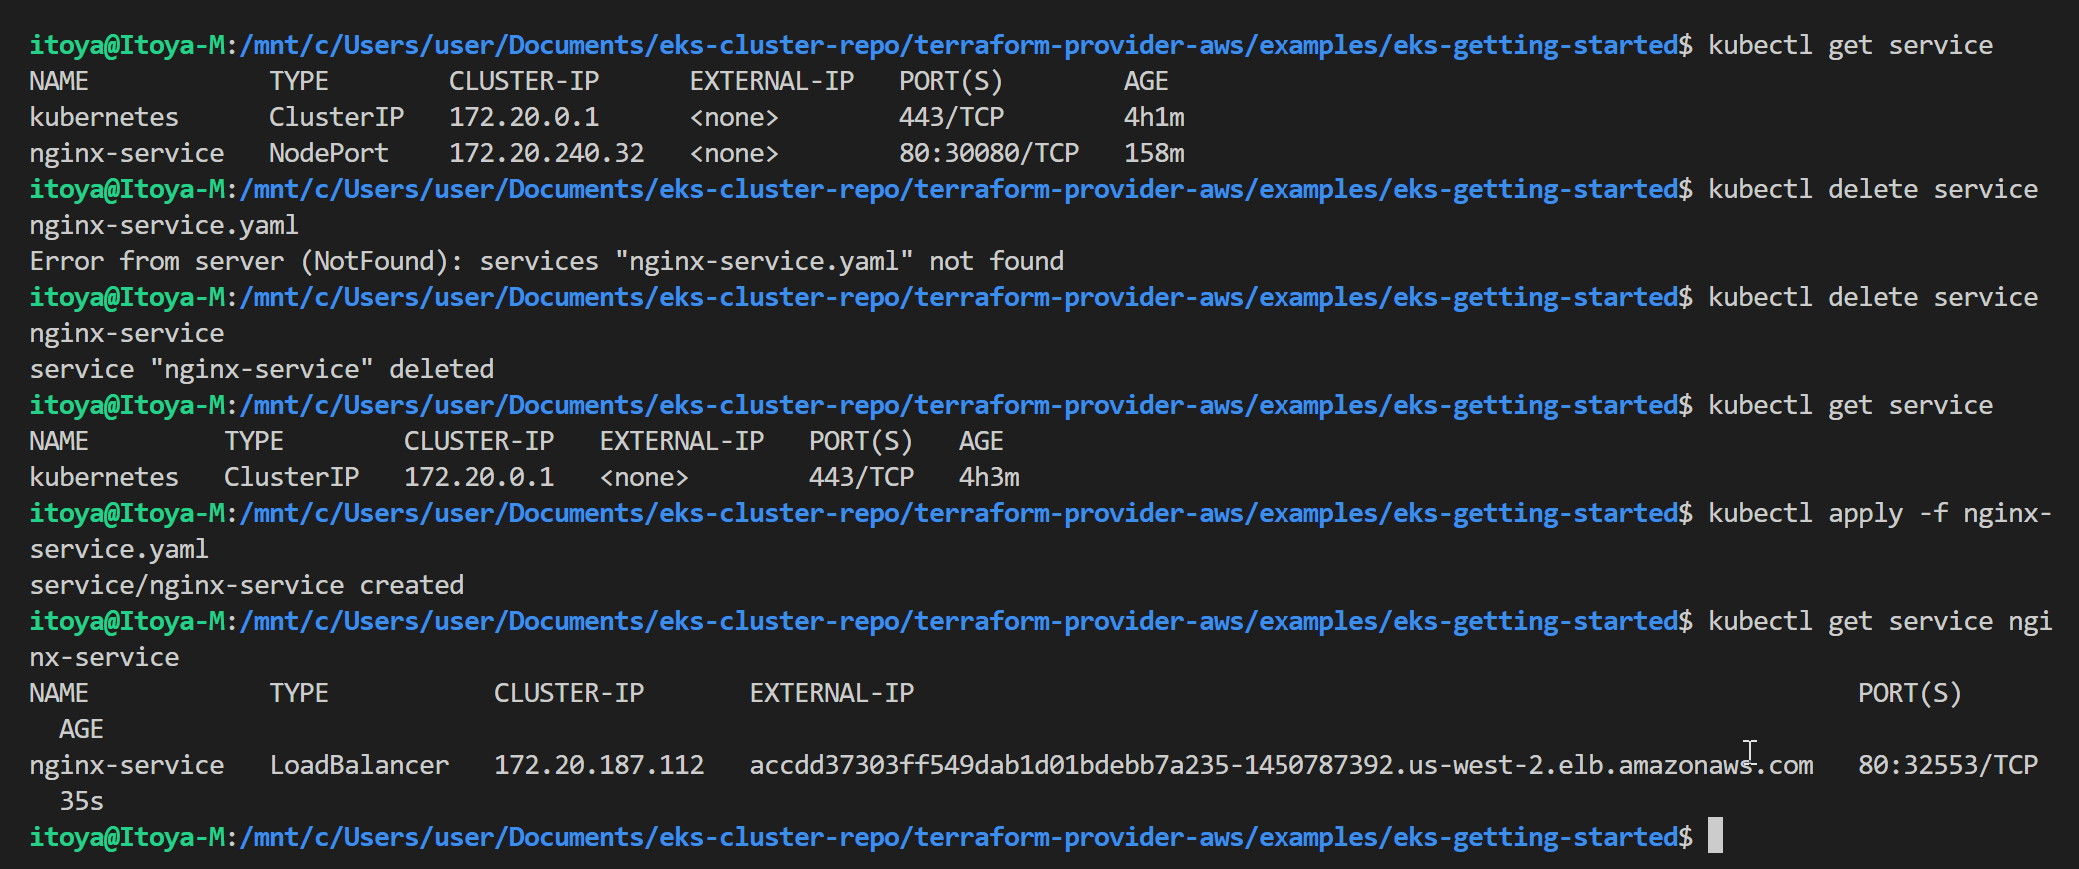 itoya@Itoya-M:/mnt/c/Users/user/Documents/eks-cluster-repo/terraform-provider-aws/examples/eks-getting-started$ kubectl get service
NAME            TYPE        CLUSTER-IP      EXTERNAL-IP   PORT(S)        AGE
kubernetes      ClusterIP   172.20.0.1      <none>        443/TCP        4h1m
nginx-service   NodePort    172.20.240.32   <none>        80:30080/TCP   158m
itoya@Itoya-M:/mnt/c/Users/user/Documents/eks-cluster-repo/terraform-provider-aws/examples/eks-getting-started$ kubectl delete service
nginx-service.yaml
Error from server (NotFound): services "nginx-service.yaml" not found
itoya@Itoya-M:/mnt/c/Users/user/Documents/eks-cluster-repo/terraform-provider-aws/examples/eks-getting-started$ kubectl delete service
nginx-service
service "nginx-service" deleted
itoya@Itoya-M:/mnt/c/Users/user/Documents/eks-cluster-repo/terraform-provider-aws/examples/eks-getting-started$ kubectl get service
NAME         TYPE        CLUSTER-IP   EXTERNAL-IP   PORT(S)   AGE
kubernetes   ClusterIP   172.20.0.1   <none>        443/TCP   4h3m
itoya@Itoya-M:/mnt/c/Users/user/Documents/eks-cluster-repo/terraform-provider-aws/examples/eks-getting-started$ kubectl apply -f nginx-
service.yaml
service/nginx-service created
itoya@Itoya-M:/mnt/c/Users/user/Documents/eks-cluster-repo/terraform-provider-aws/examples/eks-getting-started$ kubectl get service ngi
nx-service
NAME            TYPE           CLUSTER-IP       EXTERNAL-IP                                                               PORT(S)
  AGE
nginx-service   LoadBalancer   172.20.187.112   accdd37303ff549dab1d01bdebb7a235-1450787392.us-west-2.elb.amazonaws.com   80:32553/TCP
  35s
itoya@Itoya-M:/mnt/c/Users/user/Documents/eks-cluster-repo/terraform-provider-aws/examples/eks-getting-started$